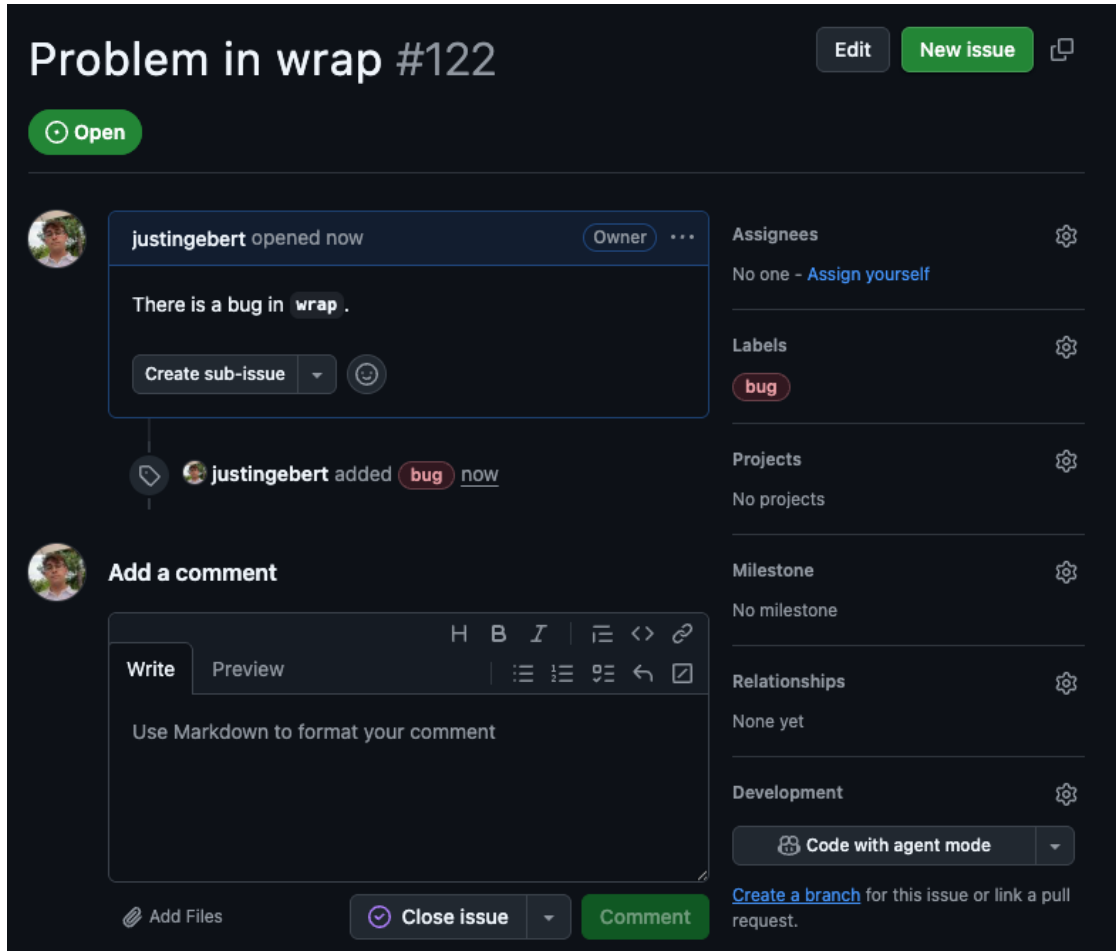 Problem in wrap #122
Edit
New issue
Open
justingebert opened now
Owner
There is a bug in wrap.
Create sub-issue
justingebert added bug now
Add a comment
Write
Preview
H B I
Use Markdown to format your comment
Add Files
Close issue
Comment
Assignees
No one - Assign yourself
Labels
bug
Projects
No projects
Milestone
No milestone
Relationships
None yet
Development
Code with agent mode
Create a branch for this issue or link a pull
request.